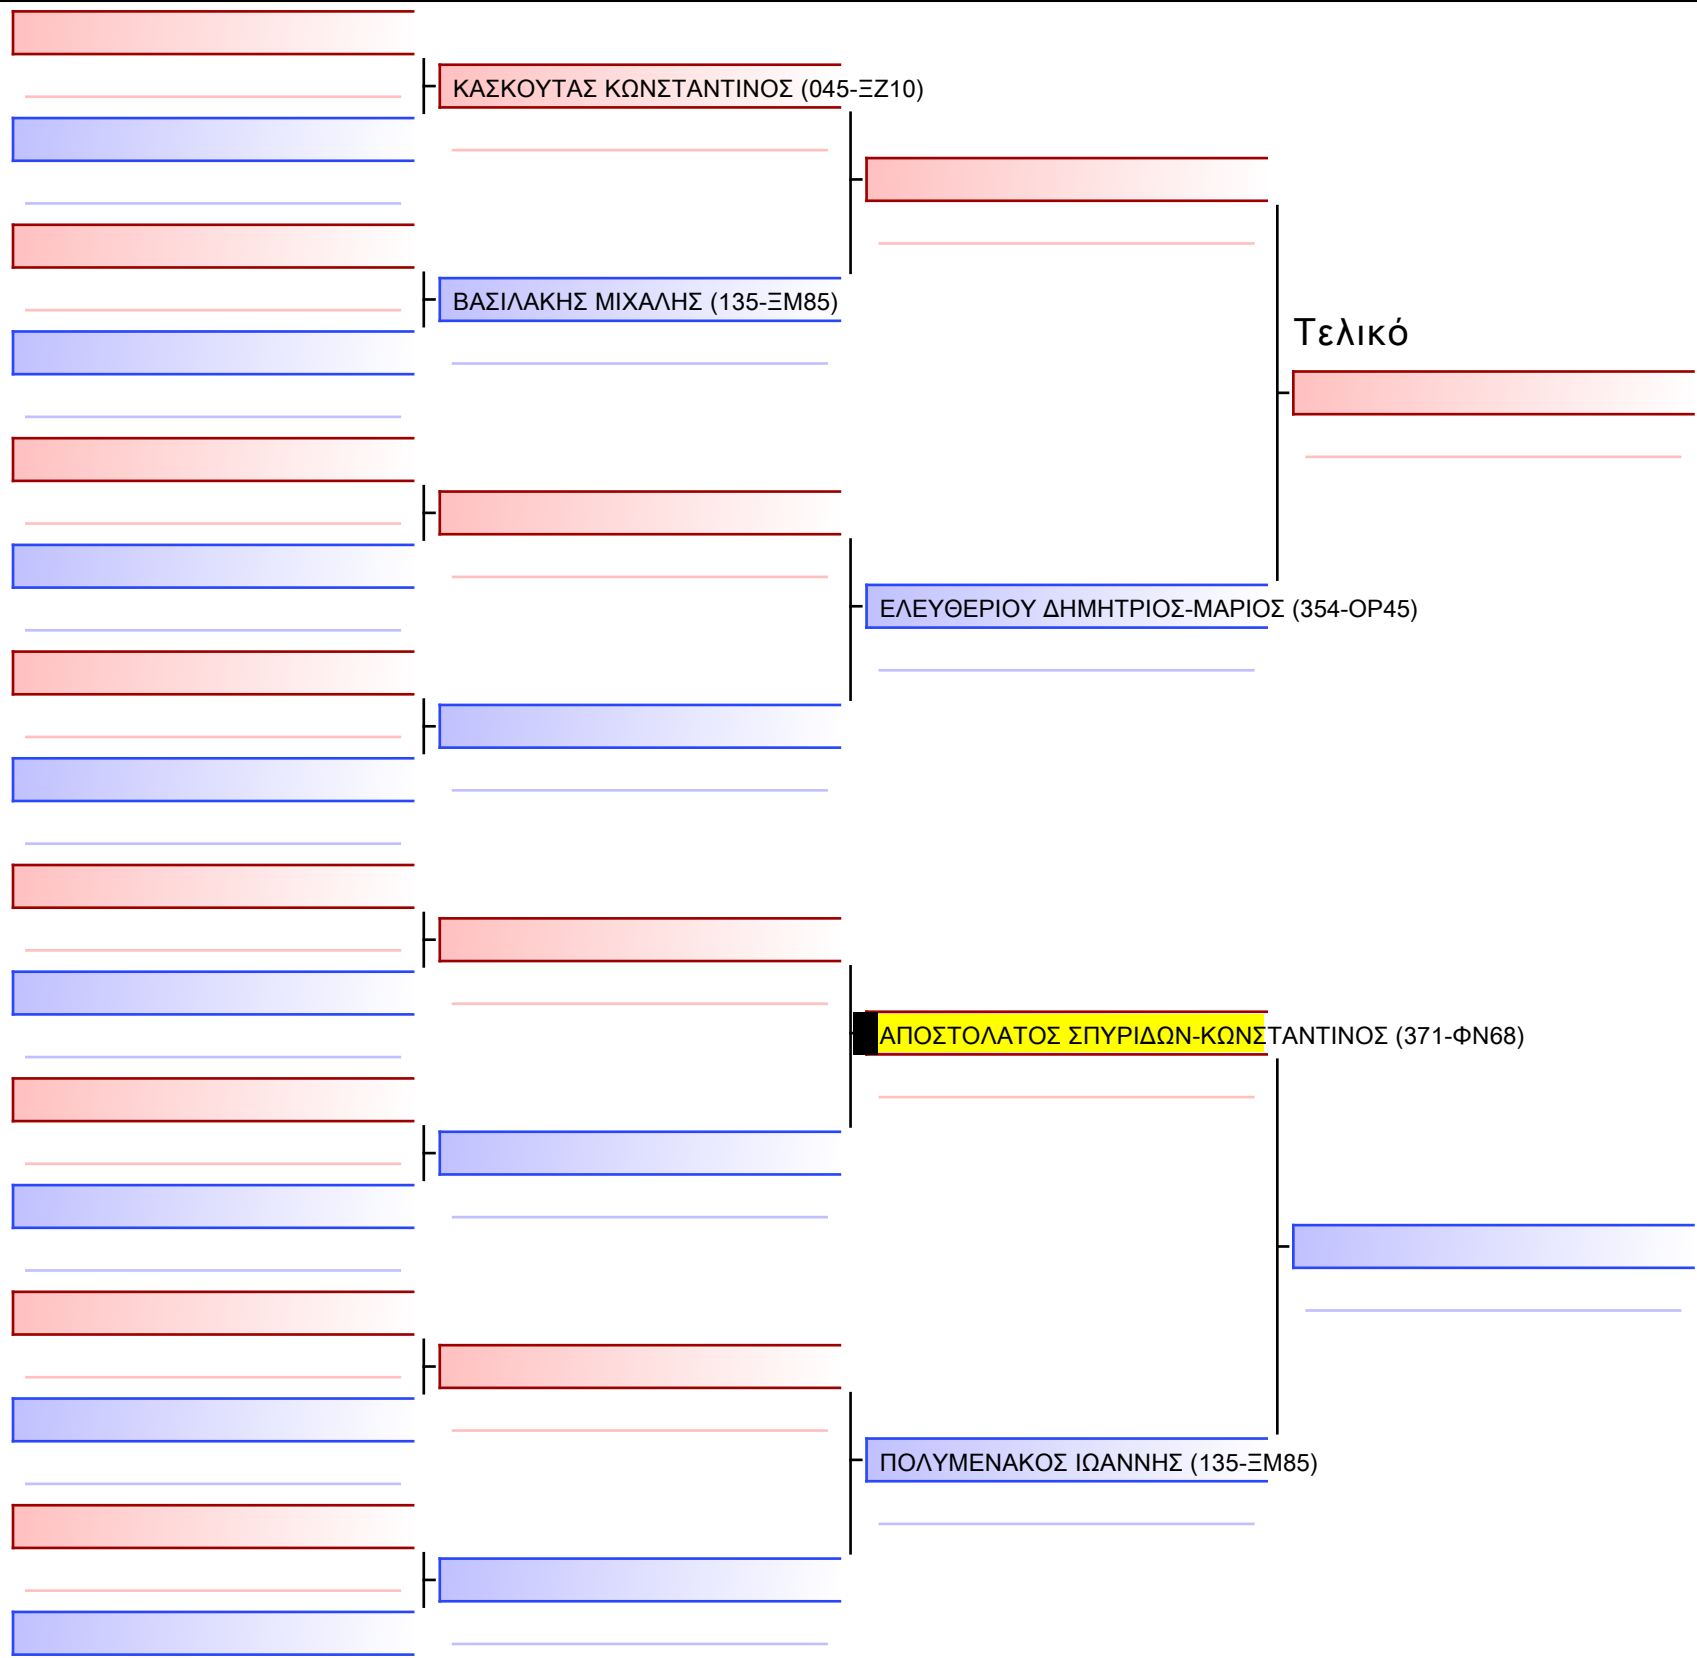 ΚΑΣΚΟΥΤΑΣ ΚΩΝΣΤΑΝΤΙΝΟΣ (045-ΞΖ10)
ΒΑΣΙΛΑΚΗΣ ΜΙΧΑΛΗΣ (135-ΞΜ85)
Τελικό
ΕΛΕΥΘΕΡΙΟΥ ΔΗΜΗΤΡΙΟΣ-ΜΑΡΙΟΣ (354-ΟΡ45)
ΑΠΟΣΤΟΛΑΤΟΣ ΣΠΥΡΙΔΩΝ-ΚΩΝΣΤΑΝΤΙΝΟΣ (371-ΦΝ68)
ΠΟΛΥΜΕΝΑΚΟΣ ΙΩΑΝΝΗΣ (135-ΞΜ85)